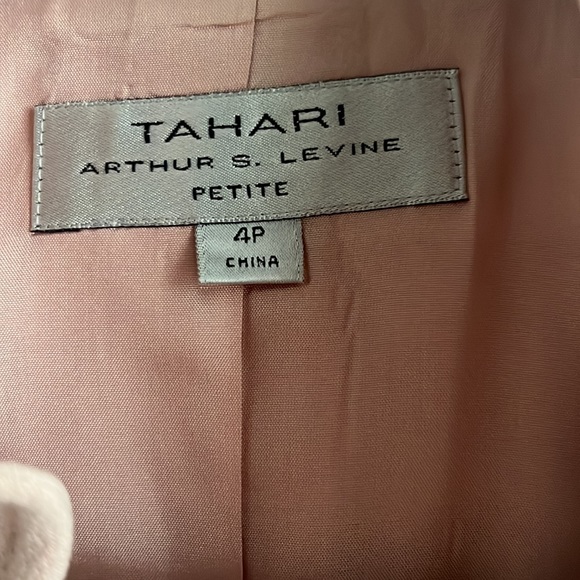 TAHARI
ARTHUR S. LEVINE
PETITE
4P
CHINA